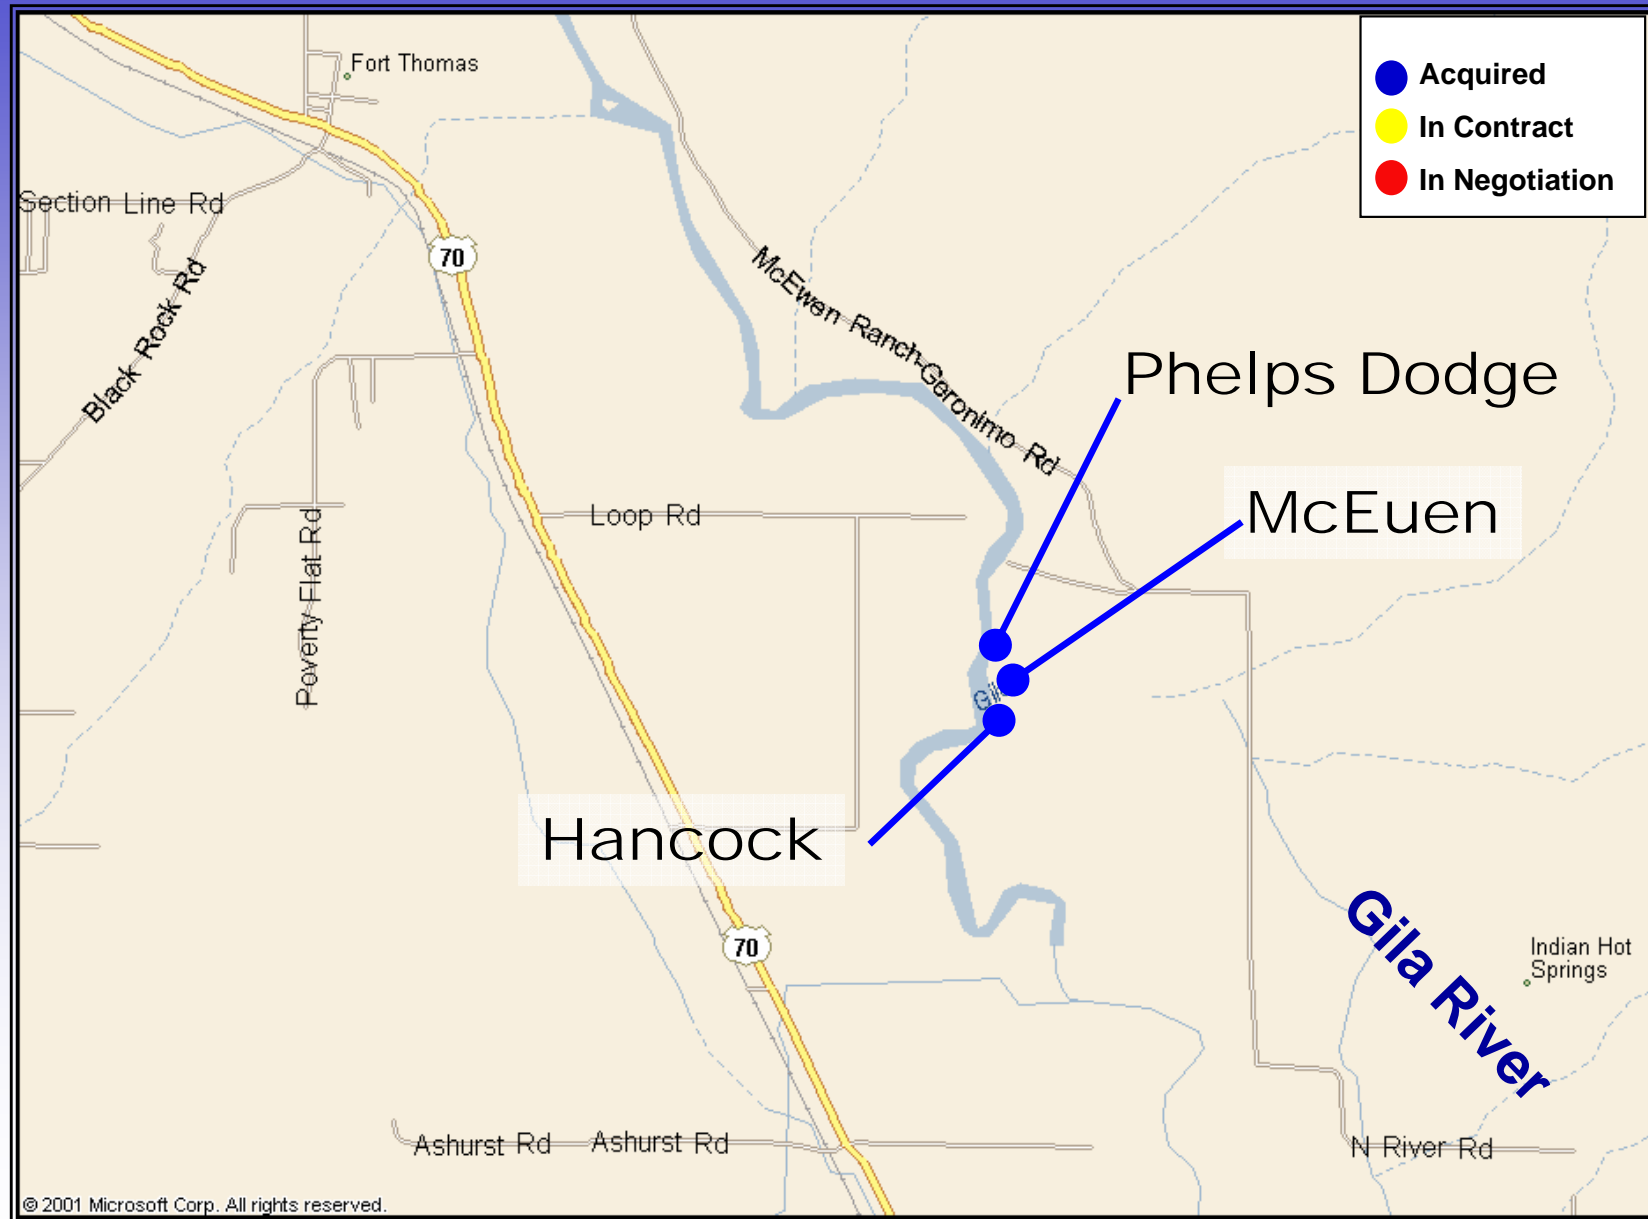 Fort Thomas
Acquired
In Contract
In Negotiation
Section Line Rd
70
Black Rock Rd
McEwen Ranch-Geronimo Rd
Phelps Dodge
McEuen
Loop Rd
Poverty Flat Rd
Hancock
70
Gila River
Indian Hot
Springs
Ashurst Rd
Ashurst Rd
N River Rd
© 2001 Microsoft Corp. All rights reserved.